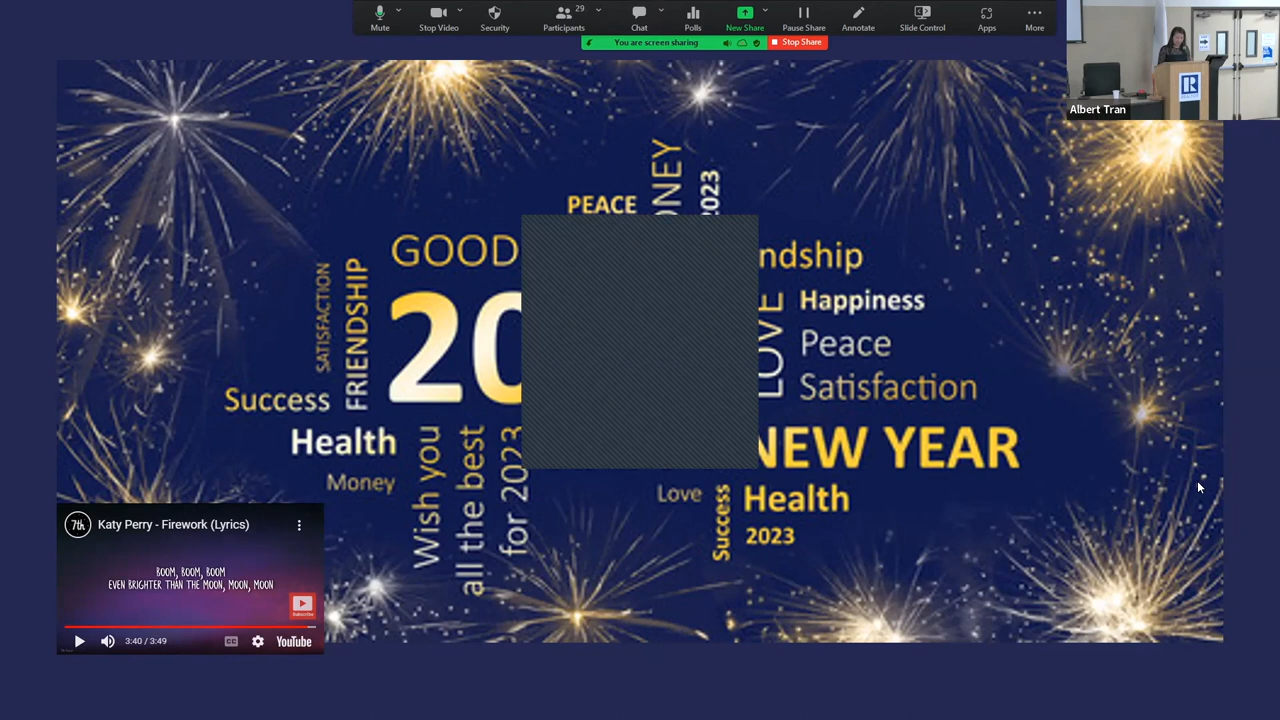 Mute
Stop Video
Security
Participants
29
Chat
Polls
New Share
Pause Share
Annotate
Slide Control
Apps
More
You are screen sharing
Stop Share
Albert Tran
PEACE
2023
GOOD
ndship
SATISFACTION
FRIENDSHIP
20
LOVE
Happiness
Peace
Satisfaction
Success
Health
Money
Wish you
all the best
for 2023
NEW YEAR
Love
Success
Health
2023
7th
Katy Perry - Firework (Lyrics)
BOOM, BOOM, BOOM
EVEN BRIGHTER THAN THE MOON, MOON, MOON
3:40 / 3:49
CC
YouTube